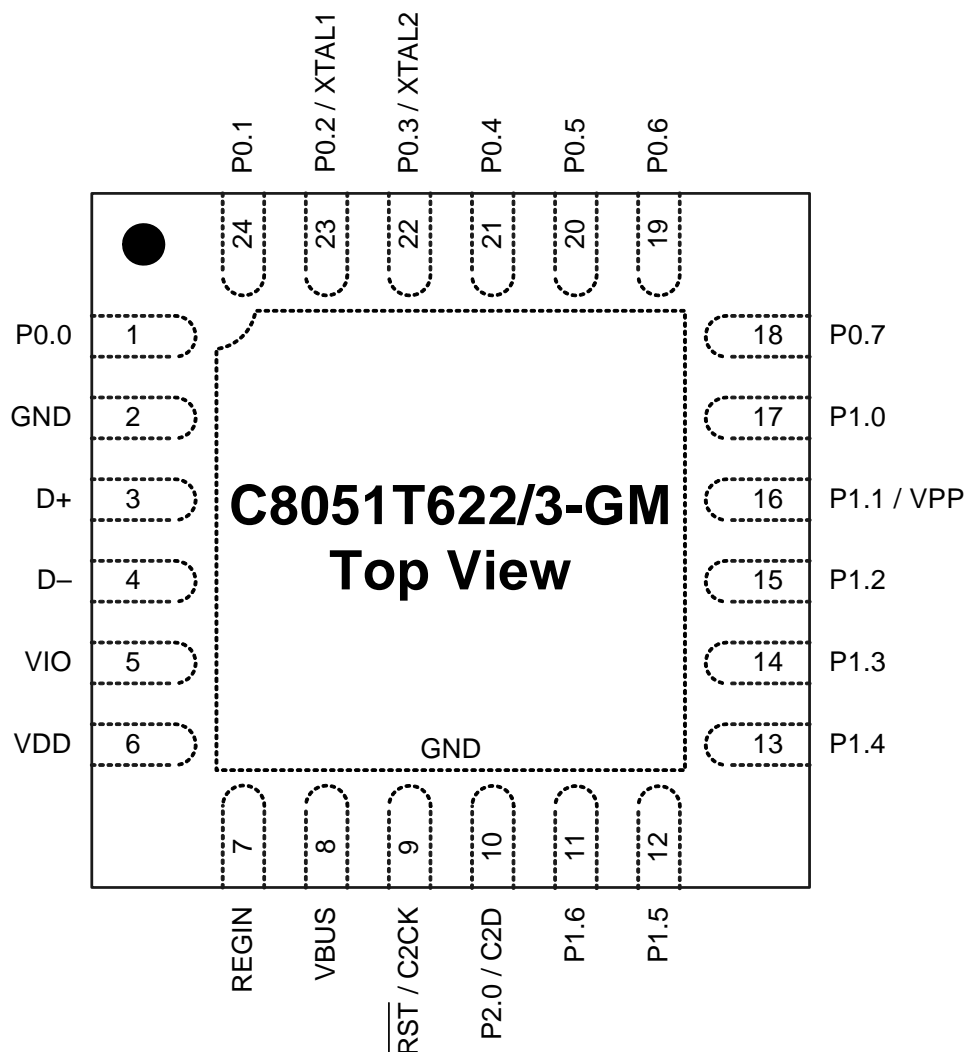 P0.1
P0.2 / XTAL1
P0.3 / XTAL2
P0.4
P0.5
P0.6
24
23
22
21
20
19
P0.0
1
GND
2
D+
3
D–
4
VIO
5
VDD
6
C8051T622/3-GM
Top View
GND
18
P0.7
17
P1.0
16
P1.1 / VPP
15
P1.2
14
P1.3
13
P1.4
7
8
9
10
11
12
REGIN
VBUS
R̅S̅T̅ / C2CK
P2.0 / C2D
P1.6
P1.5